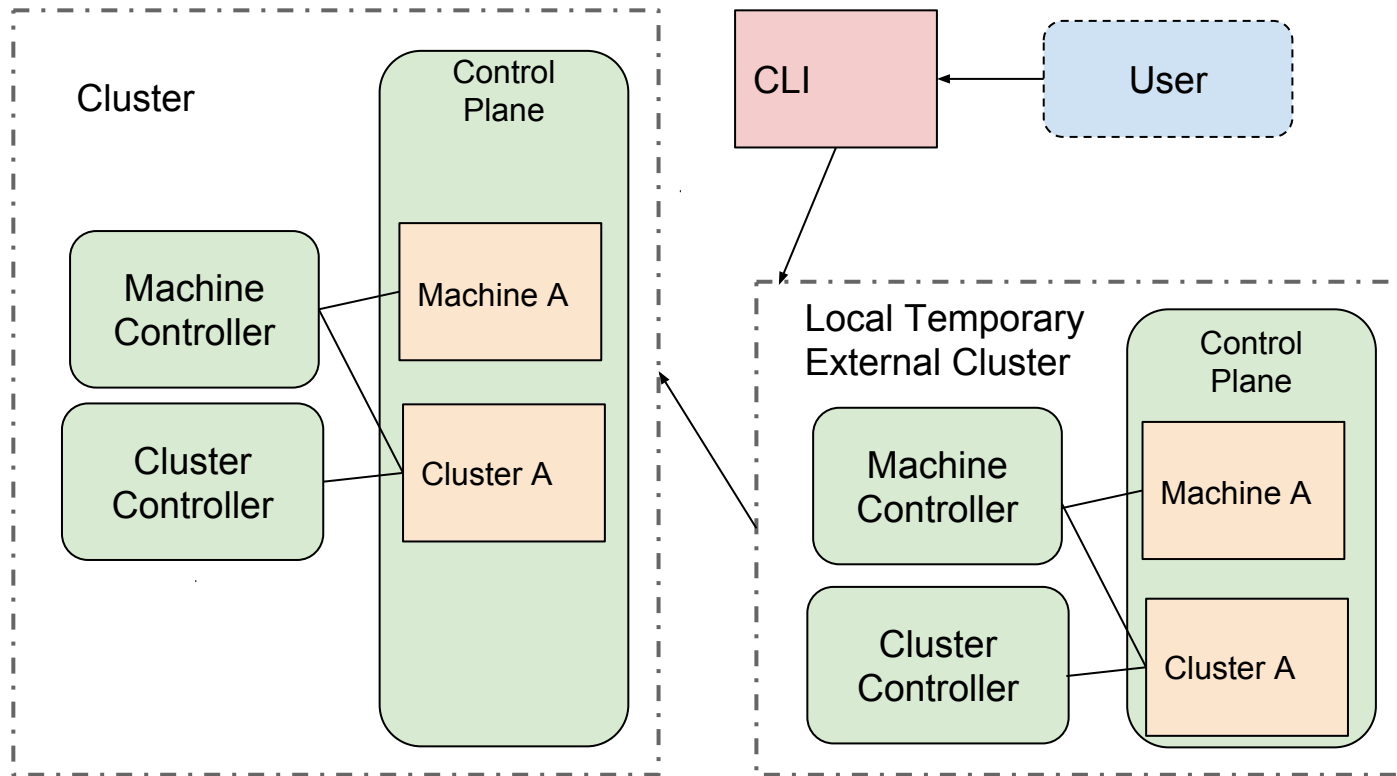 Cluster
Control
Plane
Machine
Controller
Machine A
Cluster
Controller
Cluster A
CLI
User
Local Temporary
External Cluster
Control
Plane
Machine
Controller
Machine A
Cluster
Controller
Cluster A